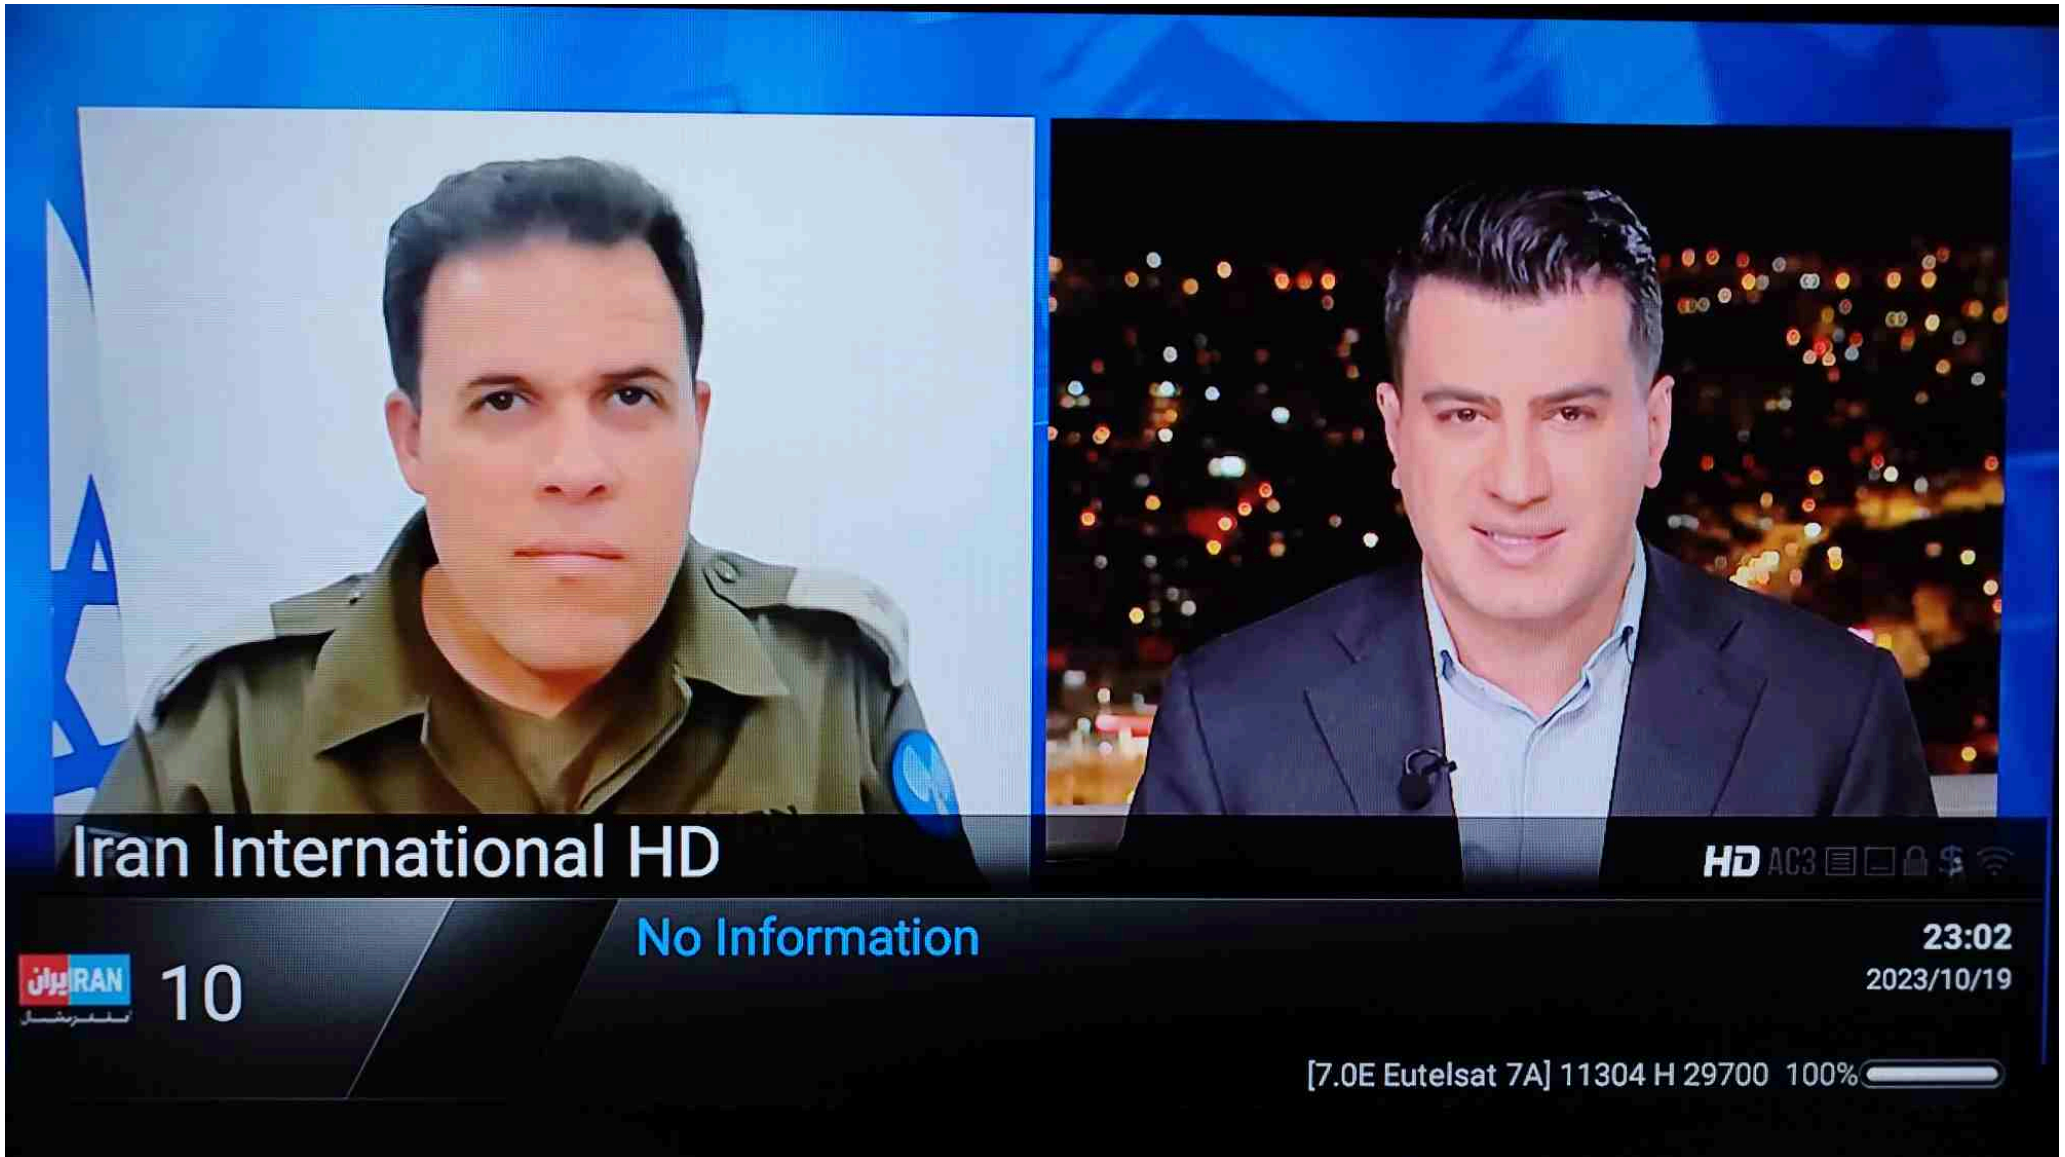 Iran International HD
HD AC3
No Information
23:02
2023/10/19
ایران IRAN
اینترنشنال
10
[7.0E Eutelsat 7A] 11304 H 29700 100%